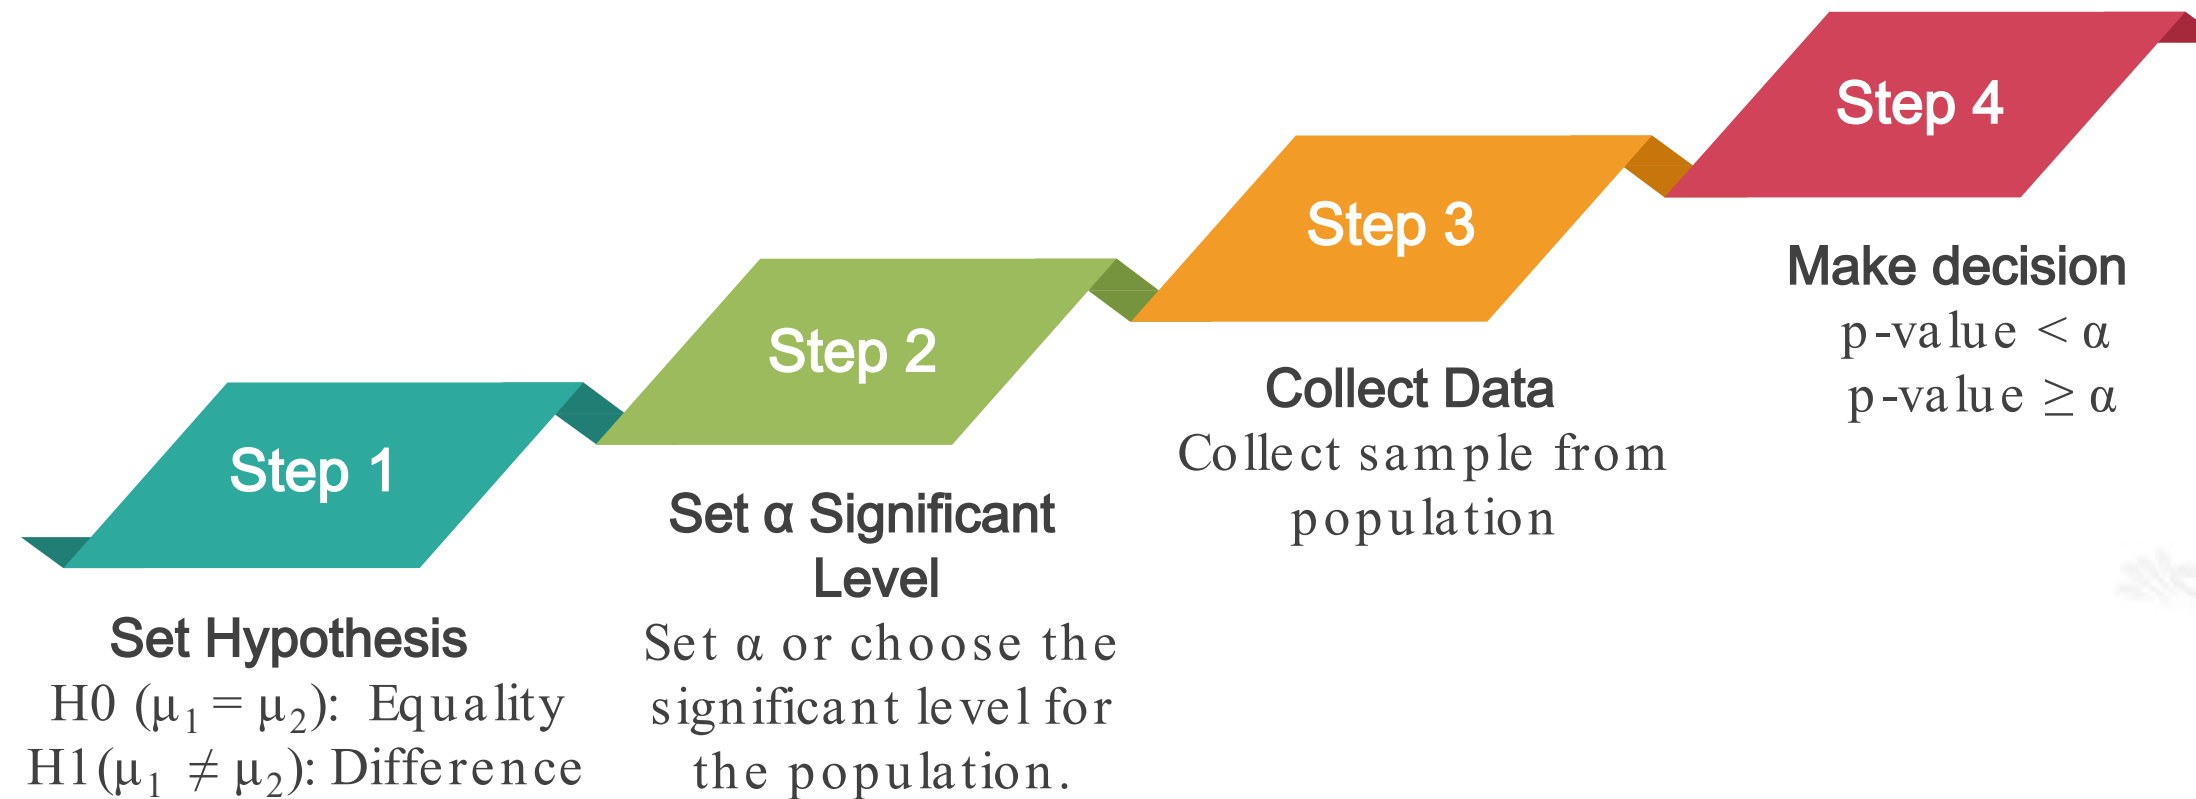 Step 1
Set Hypothesis
H0 (μ₁ = μ₂): Equality
H1(μ₁ ≠ μ₂): Difference
Step 2
Set α Significant
Level
Set α or choose the
significant level for
the population.
Step 3
Collect Data
Collect sample from
population
Step 4
Make decision
p-value < α
p-value ≥ α